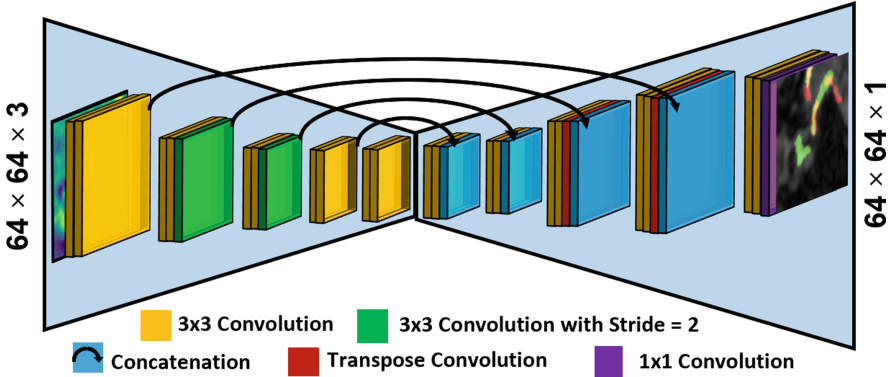 64 × 64 × 3
64 × 64 × 1
3x3 Convolution
3x3 Convolution with Stride = 2
Concatenation
Transpose Convolution
1x1 Convolution